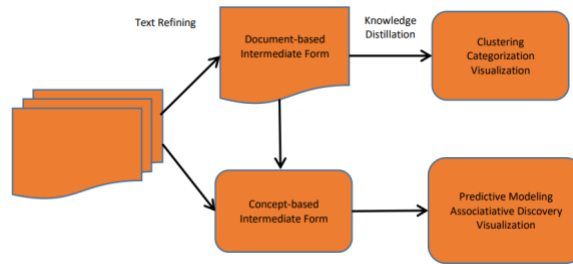 Text Refining
Document-based
Intermediate Form
Knowledge
Distillation
Clustering
Categorization
Visualization
Concept-based
Intermediate Form
Predictive Modeling
Associatiative Discovery
Visualization